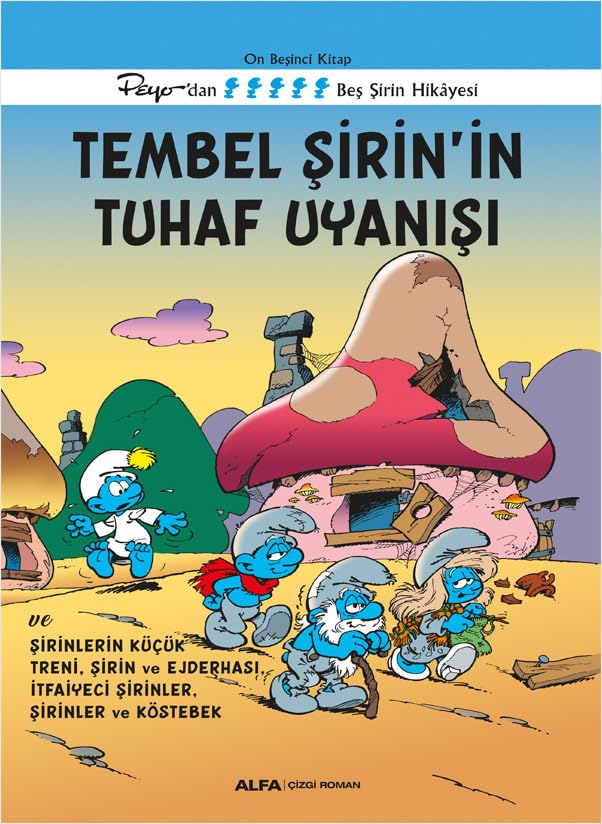 On Beşinci Kitap
Peyo'dan Beş Şirin Hikâyesi
TEMBEL ŞİRİN'İN
TUHAF UYANIŞI
ve
ŞİRİNLERİN KÜÇÜK
TRENİ, ŞİRİN ve EJDERHASI,
İTFAİYECİ ŞİRİNLER,
ŞİRİNLER ve KÖSTEBEK
ALFA | ÇİZGİ ROMAN